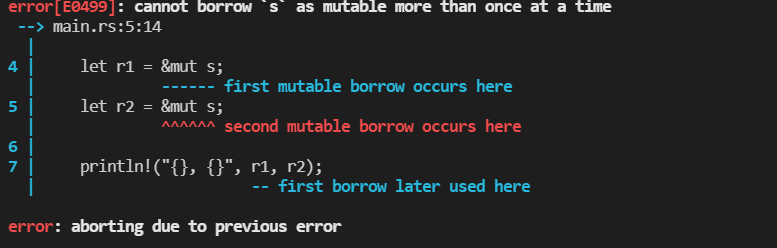 error[E0499]: cannot borrow `s` as mutable more than once at a time
 --> main.rs:5:14
  |
4 |     let r1 = &mut s;
  |              ------ first mutable borrow occurs here
5 |     let r2 = &mut s;
  |              ^^^^^^ second mutable borrow occurs here
6 |
7 |     println!("{}, {}", r1, r2);
  |                        -- first borrow later used here

error: aborting due to previous error